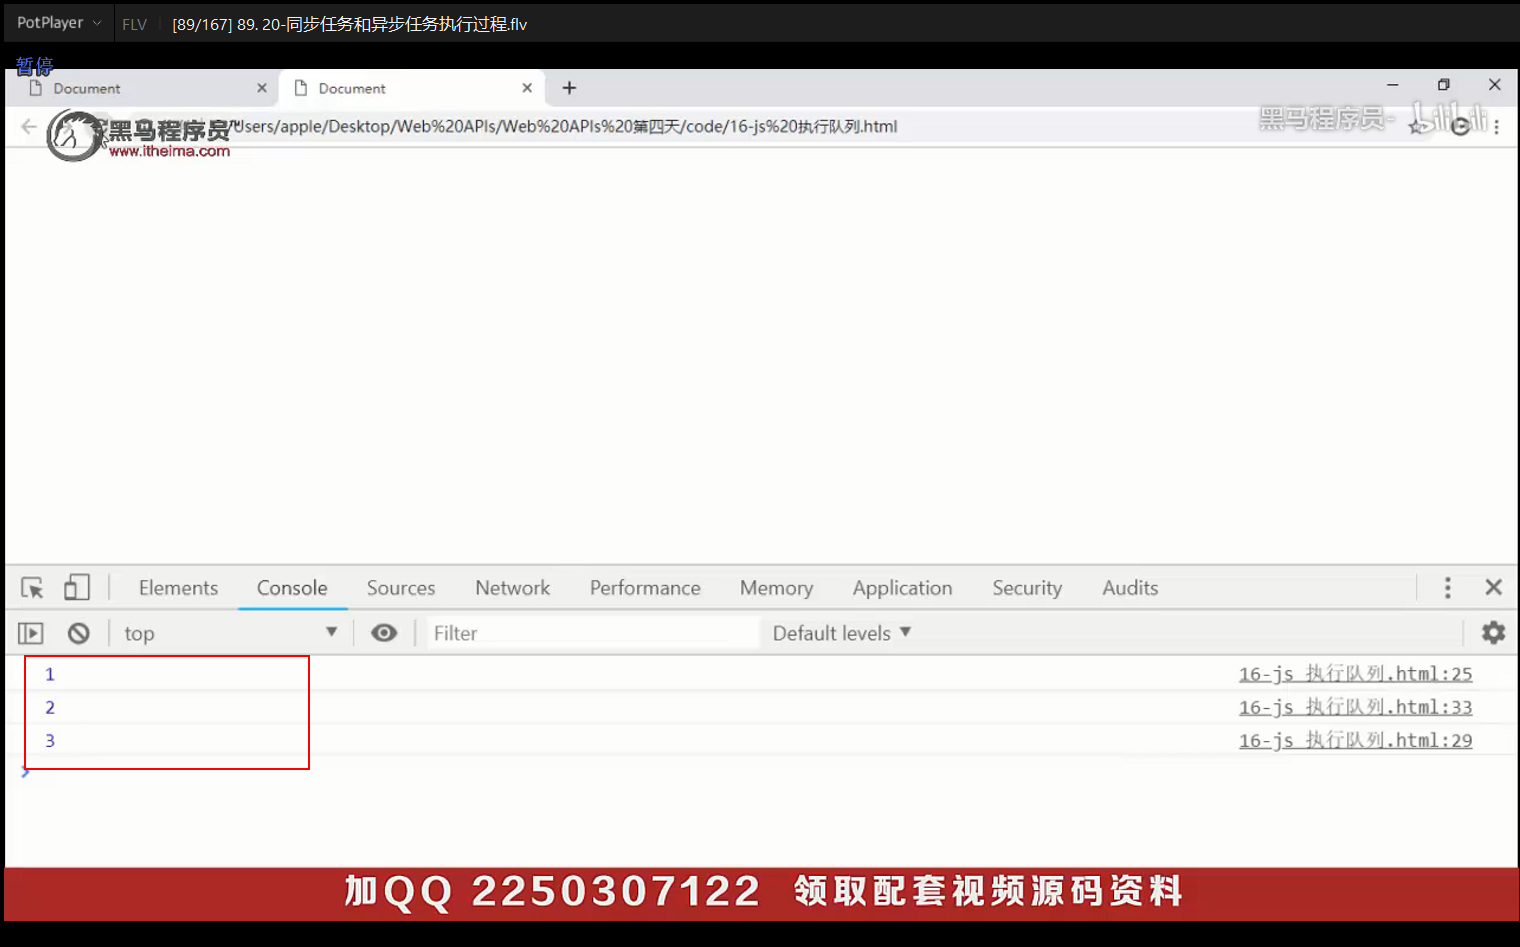 PotPlayer FLV [89/167] 89. 20-同步任务和异步任务执行过程.flv
暂停
Document Document
黑马程序员
www.itheima.com
/Users/apple/Desktop/Web%20APIs/Web%20APIs%20第四天/code/16-js%20执行队列.html
黑马程序员- bilibili
Elements Console Sources Network Performance Memory Application Security Audits
top Filter Default levels
1 16-js 执行队列.html:25
2 16-js 执行队列.html:33
3 16-js 执行队列.html:29
加QQ 2250307122 领取配套视频源码资料